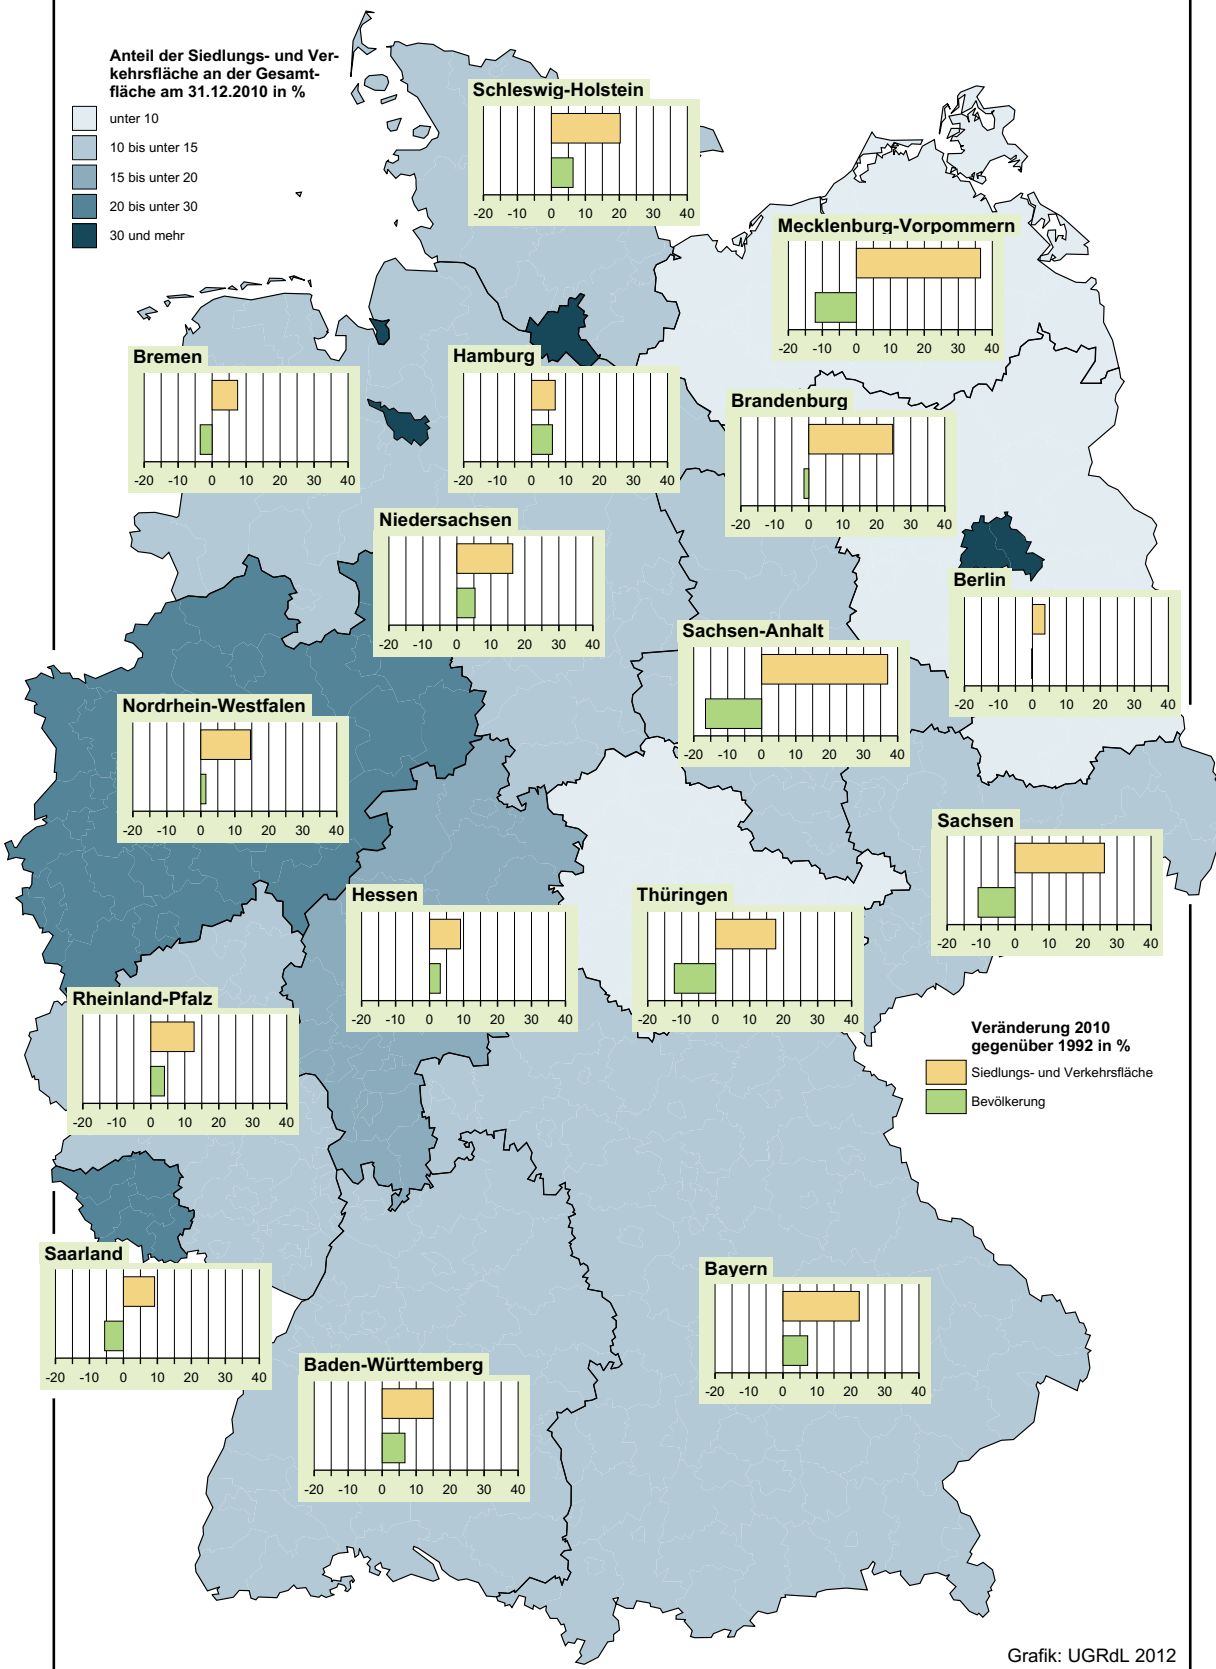 Anteil der Siedlungs- und Ver-
kehrsfläche an der Gesamt-
fläche am 31.12.2010 in %
unter 10
10 bis unter 15
15 bis unter 20
20 bis unter 30
30 und mehr
Schleswig-Holstein
-20 -10 0 10 20 30 40
Mecklenburg-Vorpommern
-20 -10 0 10 20 30 40
Bremen
-20 -10 0 10 20 30 40
Hamburg
-20 -10 0 10 20 30 40
Brandenburg
-20 -10 0 10 20 30 40
Niedersachsen
-20 -10 0 10 20 30 40
Berlin
-20 -10 0 10 20 30 40
Sachsen-Anhalt
-20 -10 0 10 20 30 40
Nordrhein-Westfalen
-20 -10 0 10 20 30 40
Sachsen
-20 -10 0 10 20 30 40
Hessen
-20 -10 0 10 20 30 40
Thüringen
-20 -10 0 10 20 30 40
Rheinland-Pfalz
-20 -10 0 10 20 30 40
Veränderung 2010
gegenüber 1992 in %
Siedlungs- und Verkehrsfläche
Bevölkerung
Saarland
-20 -10 0 10 20 30 40
Bayern
-20 -10 0 10 20 30 40
Baden-Württemberg
-20 -10 0 10 20 30 40
Grafik: UGRdL 2012